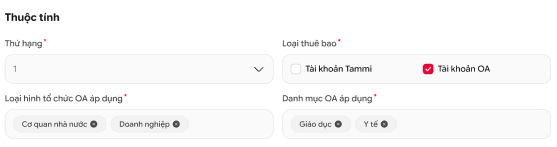 Thuộc tính
Thứ hạng *
Loại thuê bao *
1
Tài khoản Tammi
Tài khoản OA
Loại hình tổ chức OA áp dụng *
Danh mục OA áp dụng *
Cơ quan nhà nước
Doanh nghiệp
Giáo dục
Y tế